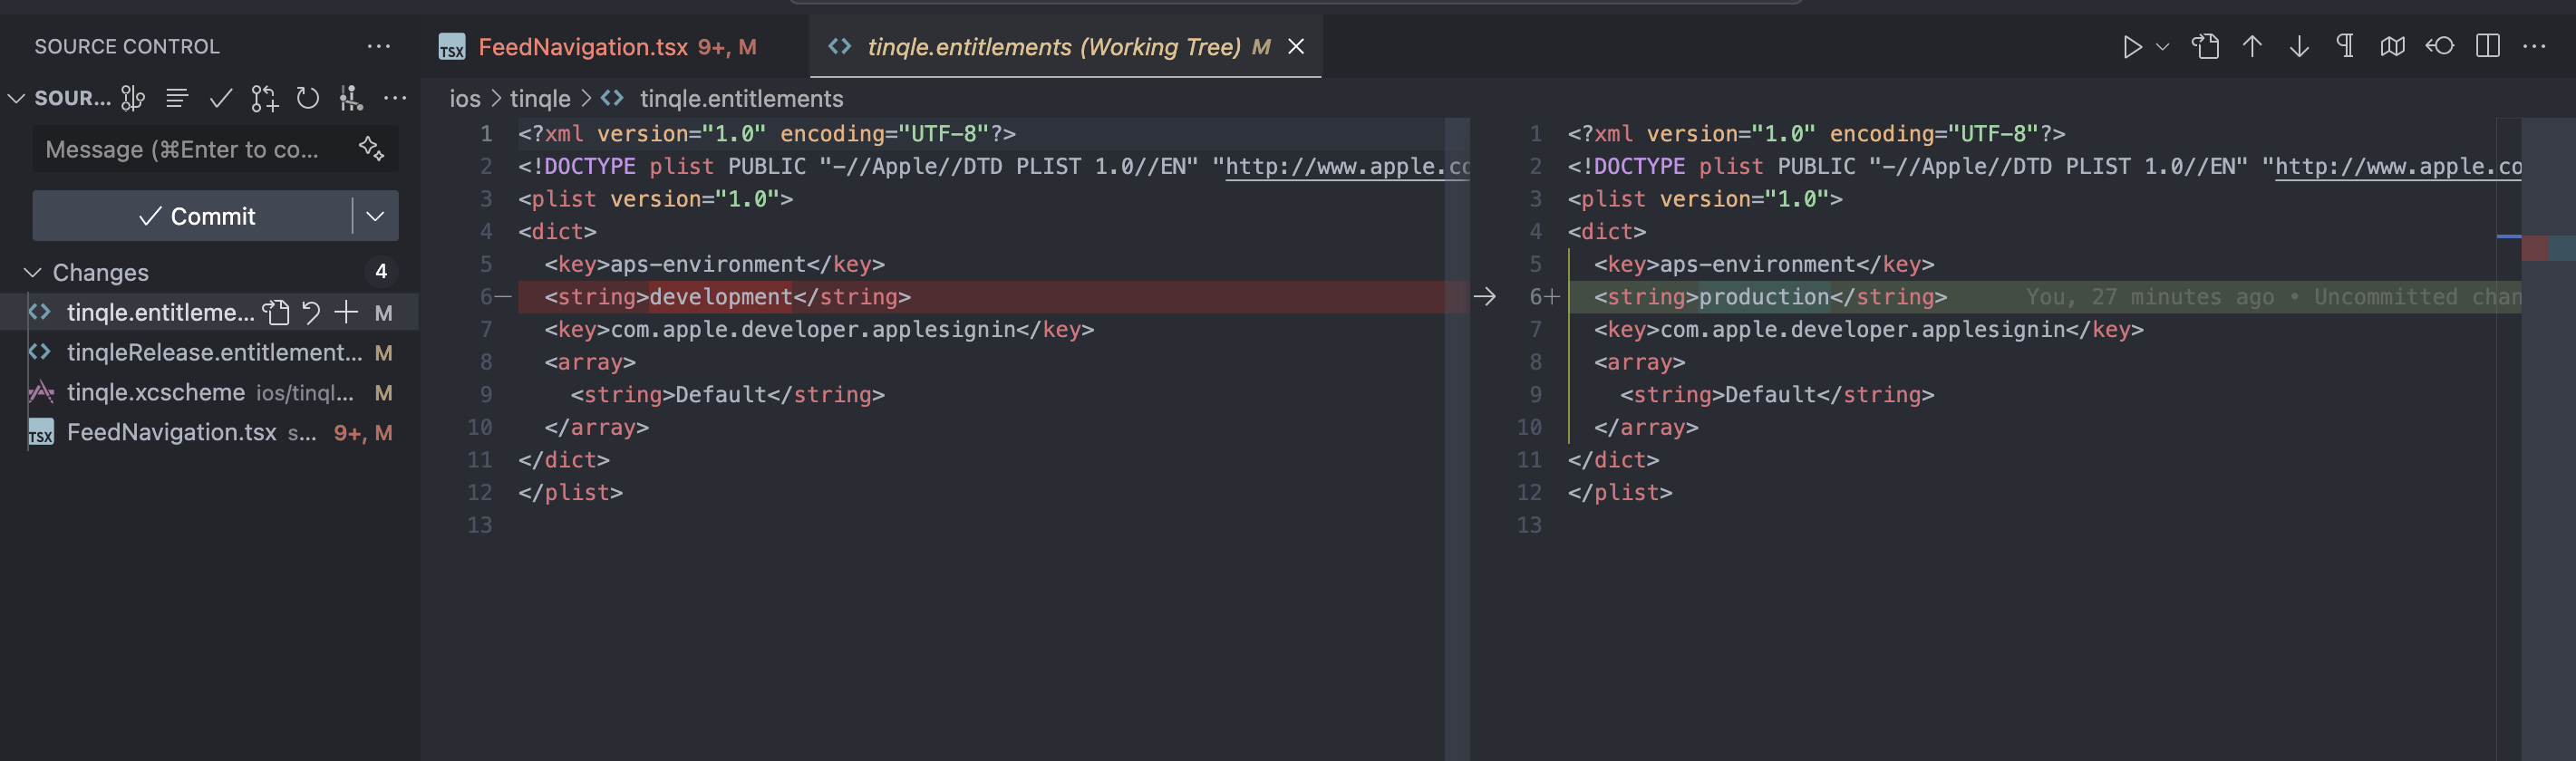 SOURCE CONTROL
SOUR...
Message (⌘Enter to co...
Commit
Changes 4
tinqle.entitleme... M
tinqleRelease.entitlement... M
tinqle.xcscheme ios/tinql... M
TSX FeedNavigation.tsx s... 9+, M
TSX FeedNavigation.tsx 9+, M
tinqle.entitlements (Working Tree) M
ios > tinqle > tinqle.entitlements
1 <?xml version="1.0" encoding="UTF-8"?>
2 <!DOCTYPE plist PUBLIC "-//Apple//DTD PLIST 1.0//EN" "http://www.apple.co
3 <plist version="1.0">
4 <dict>
5 <key>aps-environment</key>
6— <string>development</string>
7 <key>com.apple.developer.applesignin</key>
8 <array>
9 <string>Default</string>
10 </array>
11 </dict>
12 </plist>
13
1 <?xml version="1.0" encoding="UTF-8"?>
2 <!DOCTYPE plist PUBLIC "-//Apple//DTD PLIST 1.0//EN" "http://www.apple.co
3 <plist version="1.0">
4 <dict>
5 <key>aps-environment</key>
6+ <string>production</string> You, 27 minutes ago • Uncommitted chan
7 <key>com.apple.developer.applesignin</key>
8 <array>
9 <string>Default</string>
10 </array>
11 </dict>
12 </plist>
13